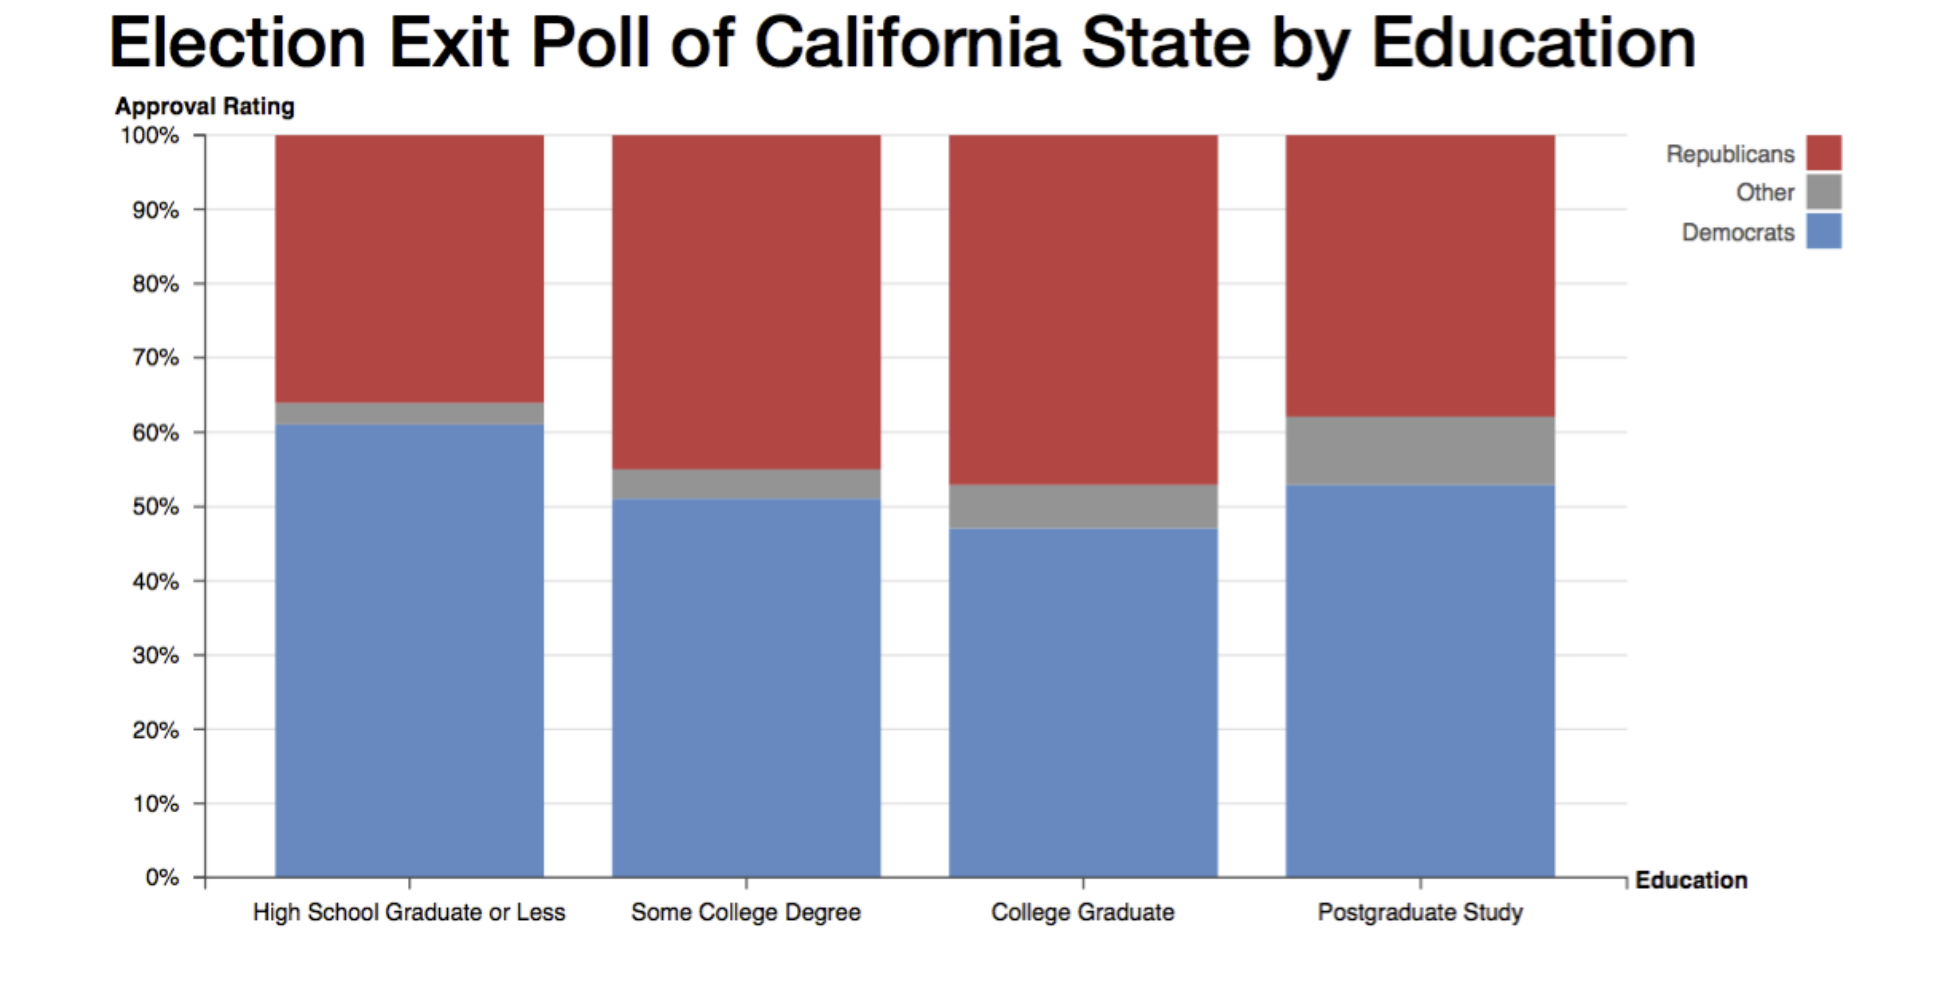 Election Exit Poll of California State by Education
Approval Rating
100%
90%
80%
70%
60%
50%
40%
30%
20%
10%
0%
Republicans
Other
Democrats
High School Graduate or Less
Some College Degree
College Graduate
Postgraduate Study
Education